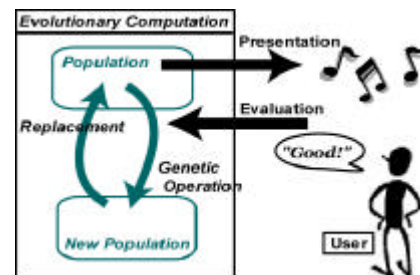 Evolutionary Computation
Population
Presentation
Evaluation
Replacement
"Good!"
Genetic
Operation
New Population
User